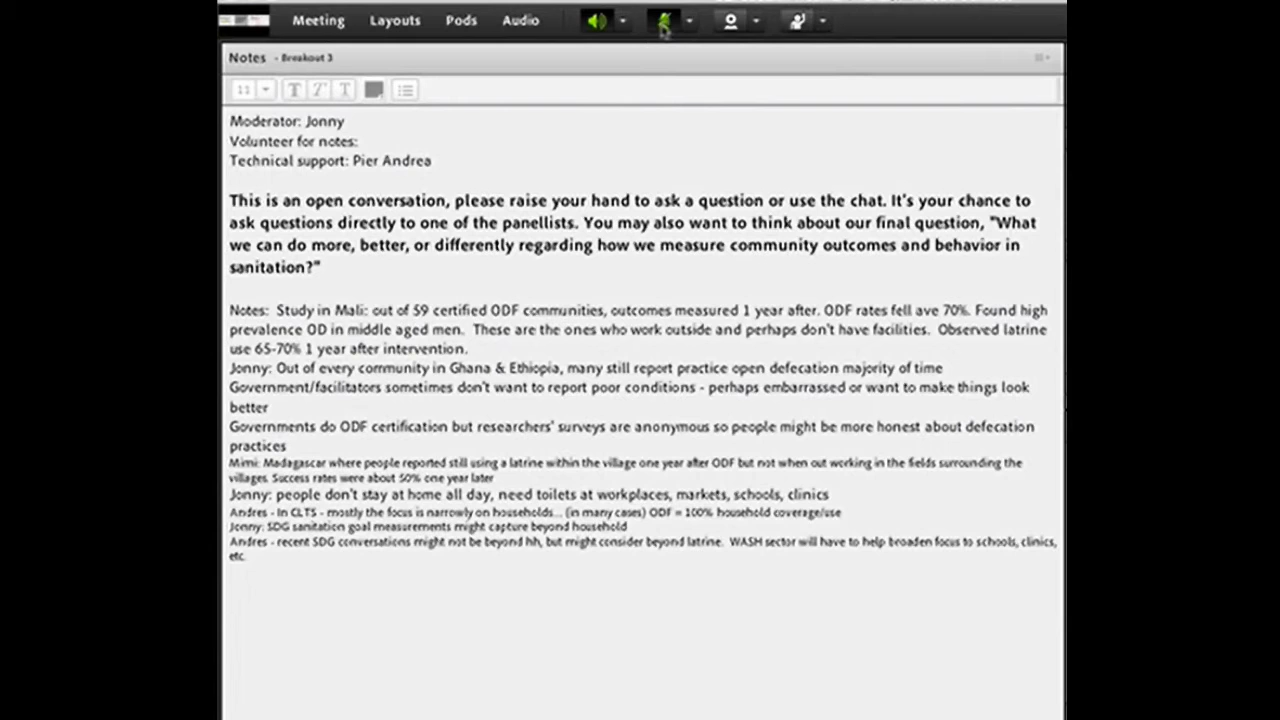 Meeting Layouts Pods Audio
Notes - Breakout 3
11 T T T
Moderator: Jonny
Volunteer for notes:
Technical support: Pier Andrea
This is an open conversation, please raise your hand to ask a question or use the chat. It's your chance to
ask questions directly to one of the panellists. You may also want to think about our final question, "What
we can do more, better, or differently regarding how we measure community outcomes and behavior in
sanitation?"
Notes: Study in Mali: out of 59 certified ODF communities, outcomes measured 1 year after. ODF rates fell ave 70%. Found high
prevalence OD in middle aged men. These are the ones who work outside and perhaps don't have facilities. Observed latrine
use 65-70% 1 year after intervention.
Jonny: Out of every community in Ghana & Ethiopia, many still report practice open defecation majority of time
Government/facilitators sometimes don't want to report poor conditions - perhaps embarrassed or want to make things look
better
Governments do ODF certification but researchers' surveys are anonymous so people might be more honest about defecation
practices
Mimi: Madagascar where people reported still using a latrine within the village one year after ODF but not when out working in the fields surrounding the
villages. Success rates were about 50% one year later
Jonny: people don't stay at home all day, need toilets at workplaces, markets, schools, clinics
Andres - In CLTS - mostly the focus is narrowly on households... (in many cases) ODF = 100% household coverage/use
Jonny: SDG sanitation goal measurements might capture beyond household
Andres - recent SDG conversations might not be beyond hh, but might consider beyond latrine. WASH sector will have to help broaden focus to schools, clinics,
etc.